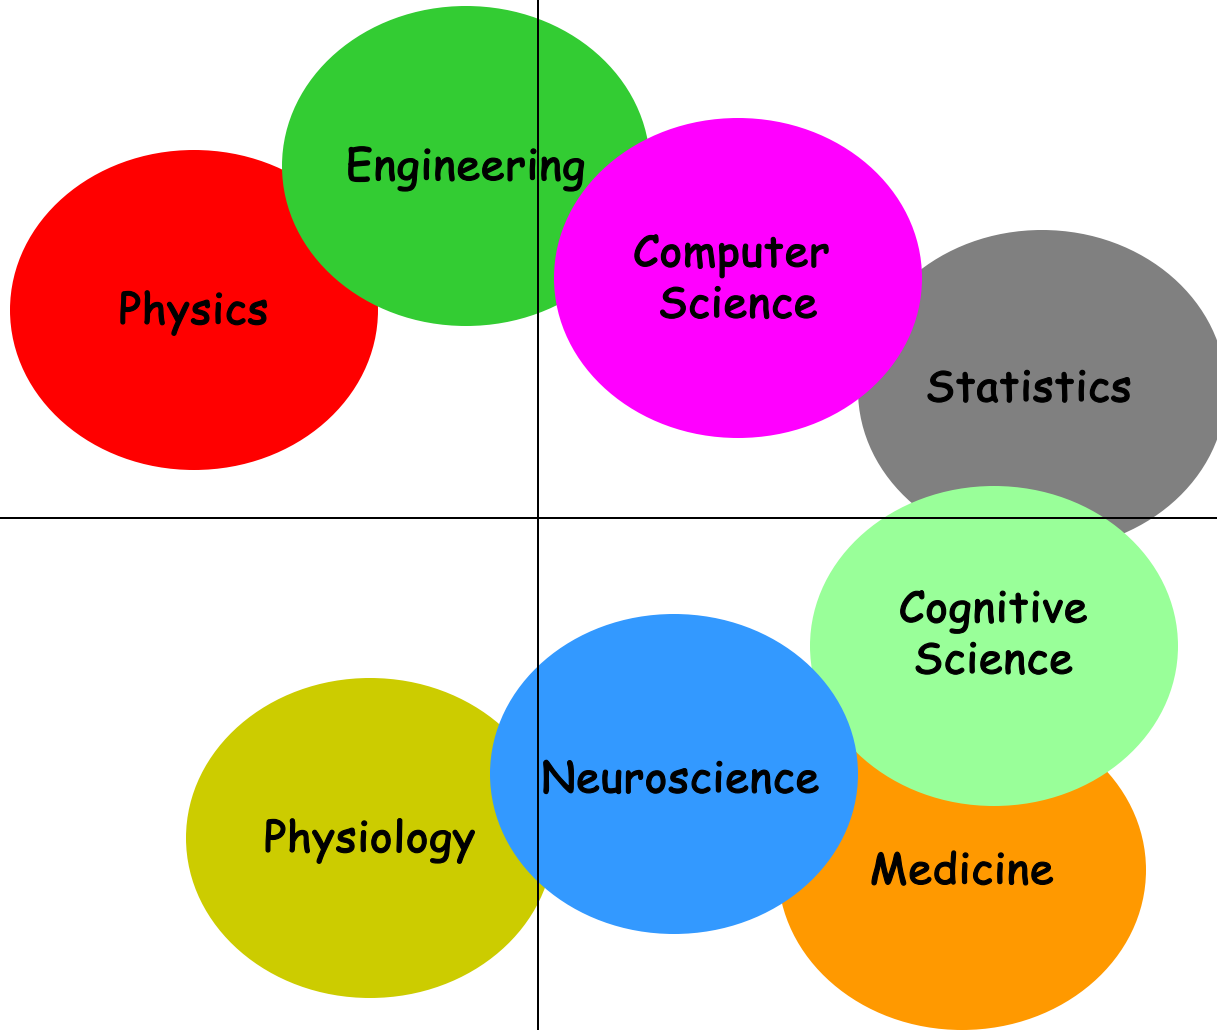 Engineering
Physics
Computer
Science
Statistics
Cognitive
Science
Neuroscience
Physiology
Medicine